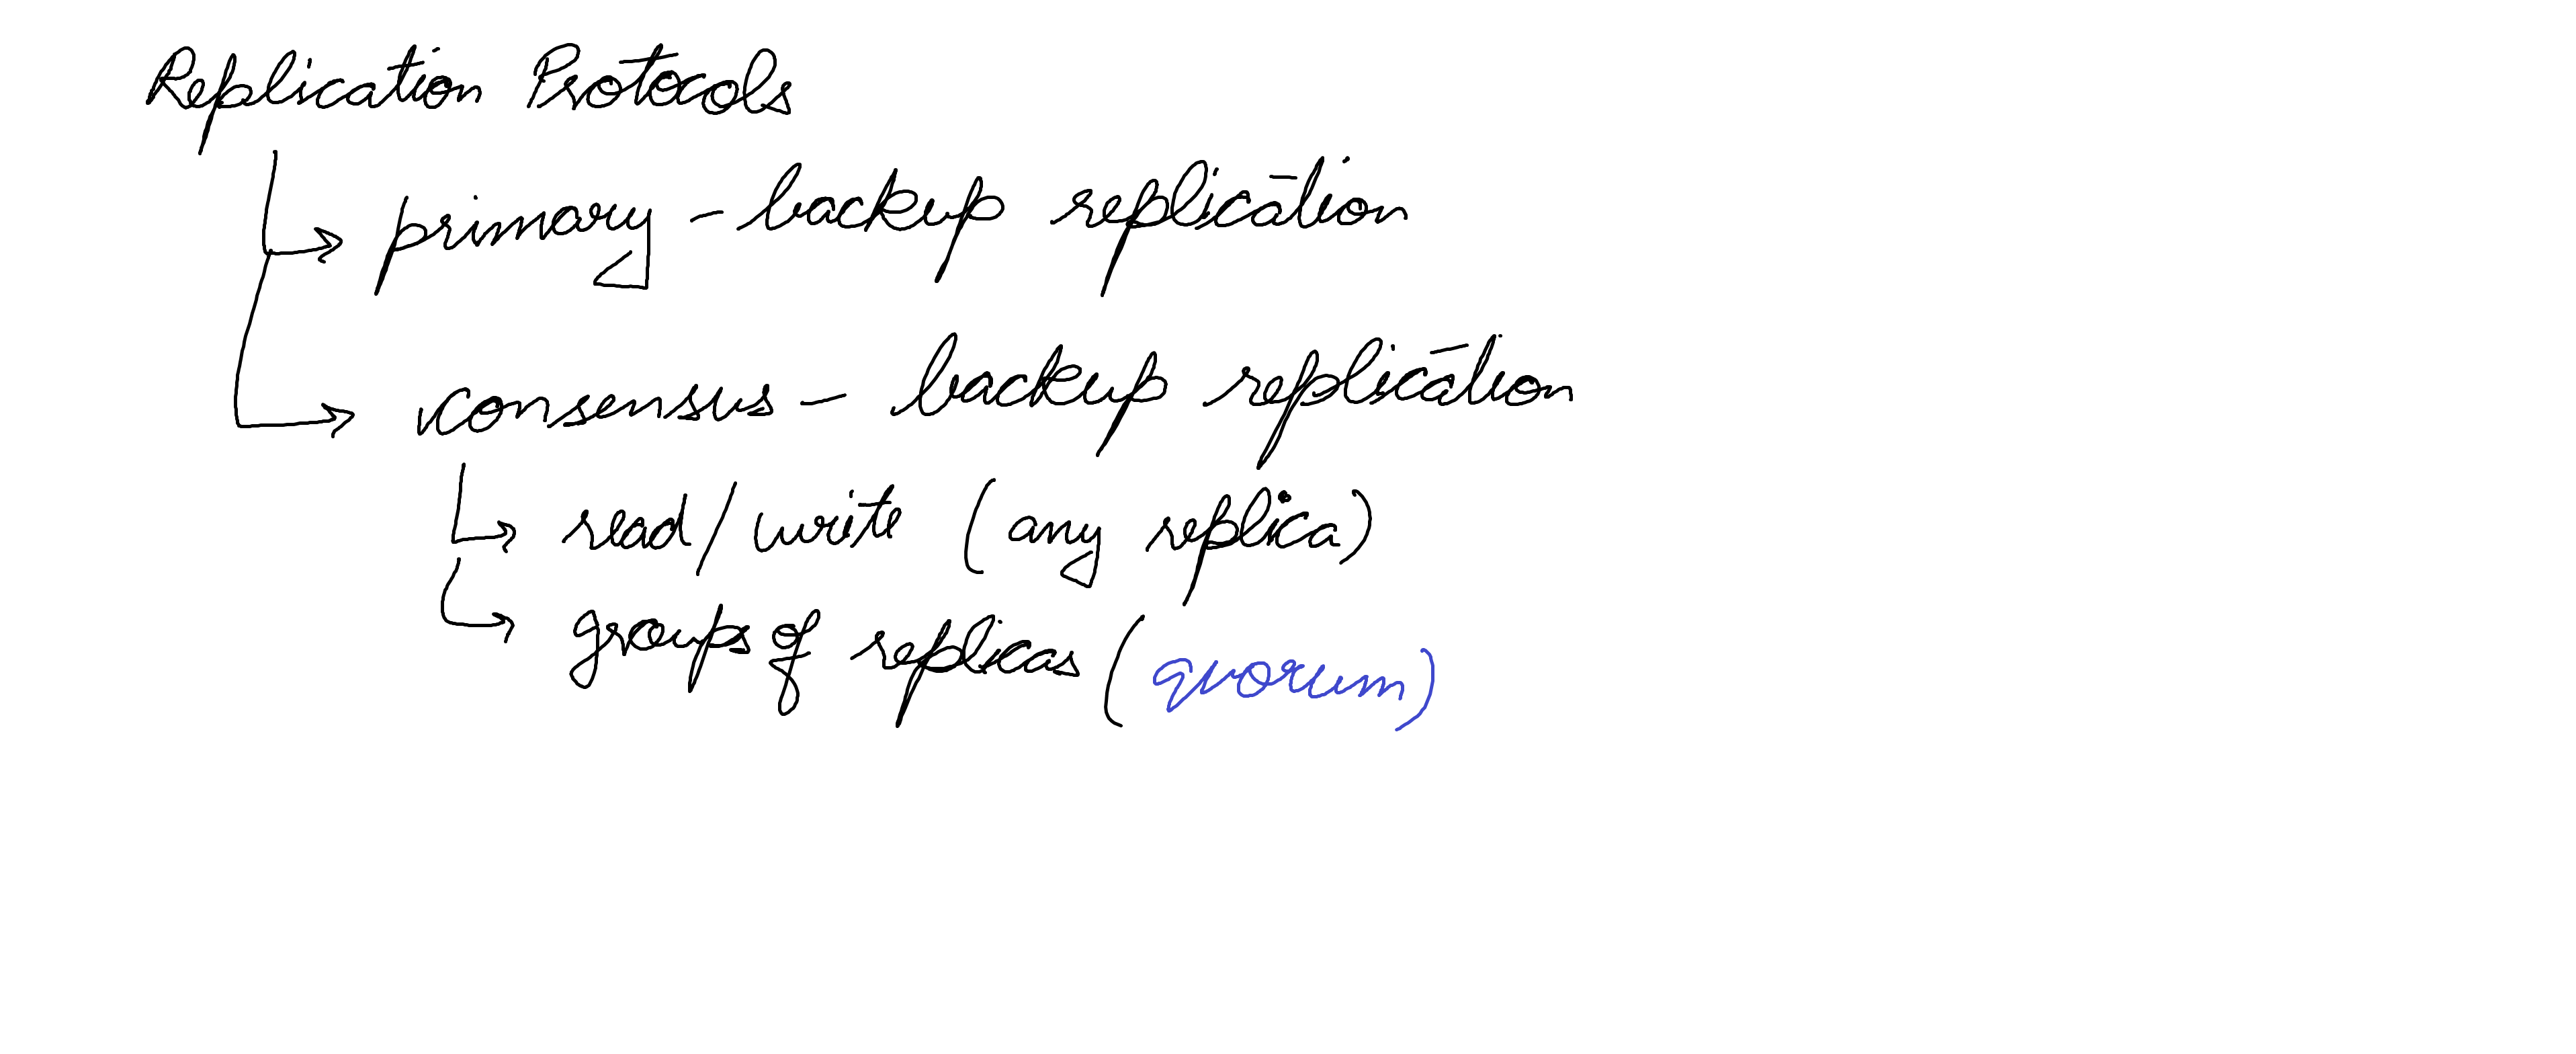 Replication Protocols
primary - backup replication
consensus - backup replication
read/write (any replica)
groups of replicas (quorum)